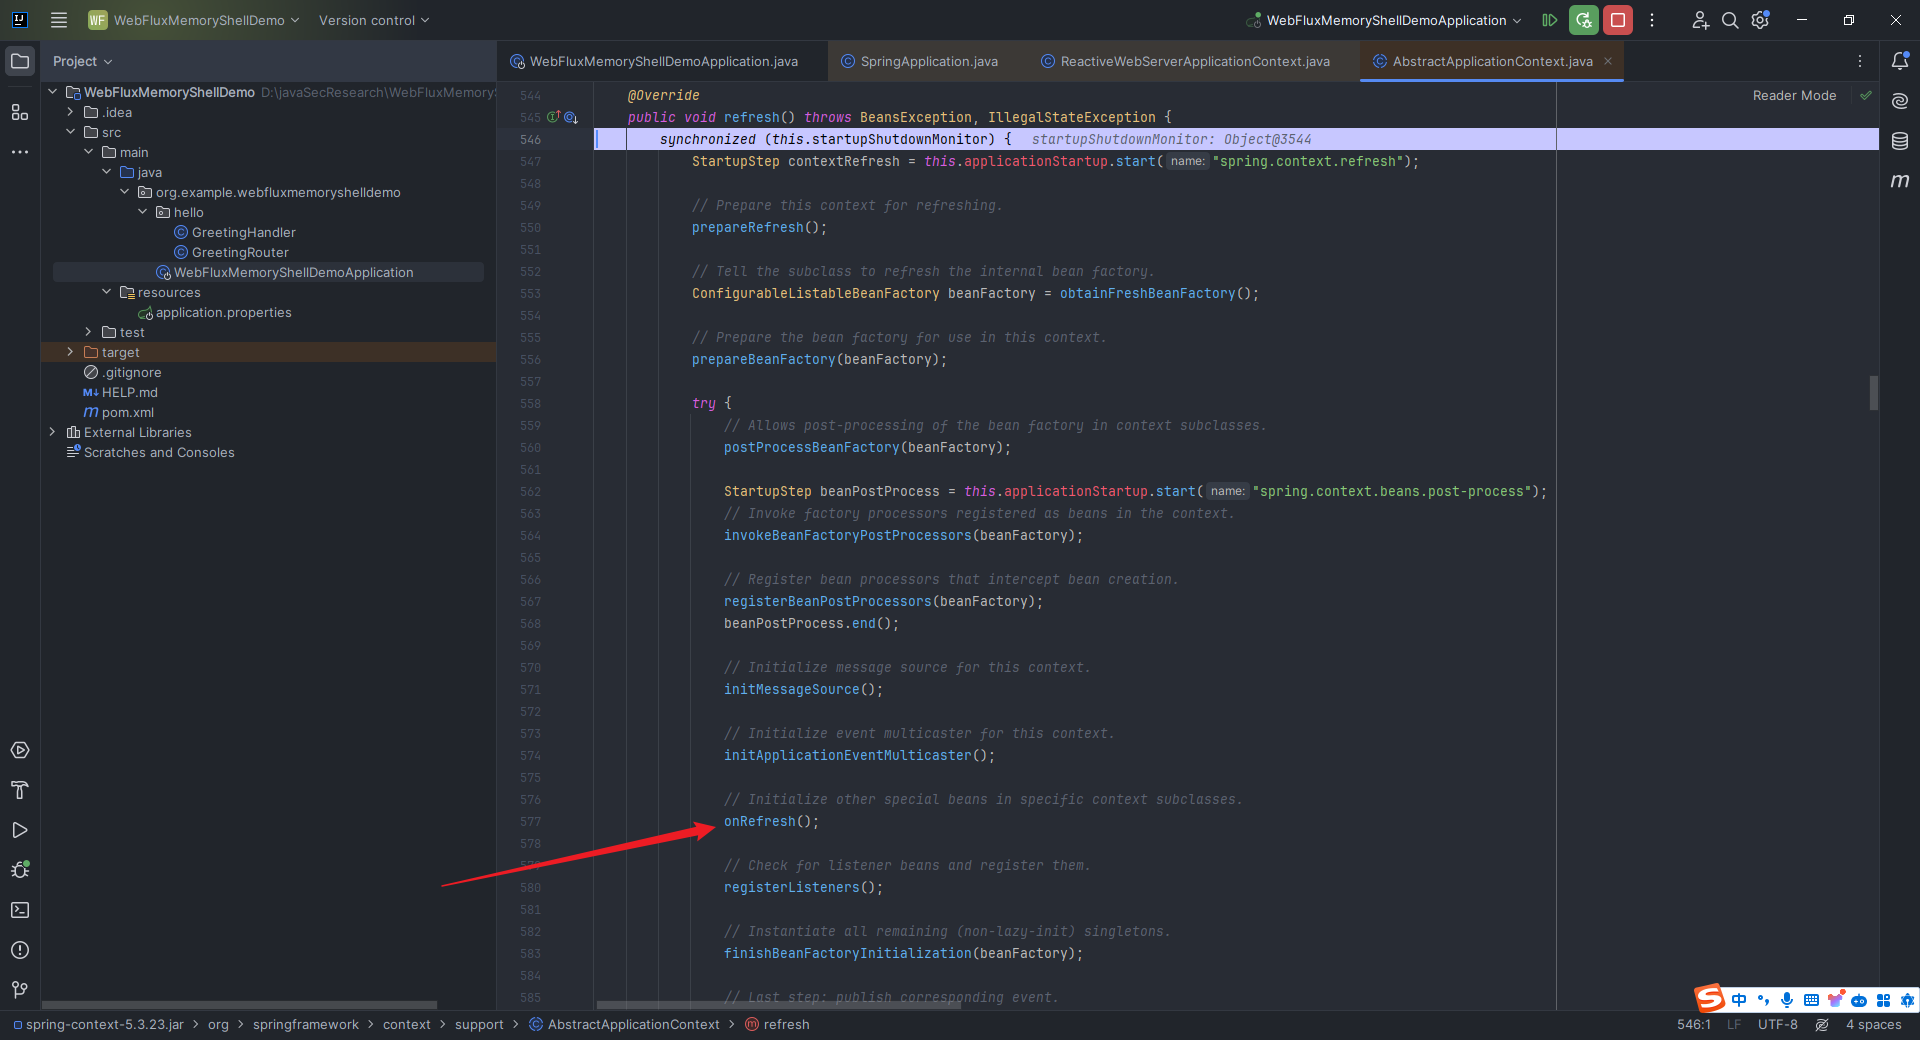 WF WebFluxMemoryShellDemo Version control
WebFluxMemoryShellDemoApplication
Project
WebFluxMemoryShellDemoApplication.java
SpringApplication.java
ReactiveWebServerApplicationContext.java
AbstractApplicationContext.java
WebFluxMemoryShellDemo D:\javaSecResearch\WebFluxMemoryS
.idea
src
main
java
org.example.webfluxmemoryshelldemo
hello
GreetingHandler
GreetingRouter
WebFluxMemoryShellDemoApplication
resources
application.properties
test
target
.gitignore
HELP.md
pom.xml
External Libraries
Scratches and Consoles
Reader Mode
544 @Override
545 public void refresh() throws BeansException, IllegalStateException {
546 synchronized (this.startupShutdownMonitor) { startupShutdownMonitor: Object@3544
547 StartupStep contextRefresh = this.applicationStartup.start( name: "spring.context.refresh");
548
549 // Prepare this context for refreshing.
550 prepareRefresh();
551
552 // Tell the subclass to refresh the internal bean factory.
553 ConfigurableListableBeanFactory beanFactory = obtainFreshBeanFactory();
554
555 // Prepare the bean factory for use in this context.
556 prepareBeanFactory(beanFactory);
557
558 try {
559 // Allows post-processing of the bean factory in context subclasses.
560 postProcessBeanFactory(beanFactory);
561
562 StartupStep beanPostProcess = this.applicationStartup.start( name: "spring.context.beans.post-process");
563 // Invoke factory processors registered as beans in the context.
564 invokeBeanFactoryPostProcessors(beanFactory);
565
566 // Register bean processors that intercept bean creation.
567 registerBeanPostProcessors(beanFactory);
568 beanPostProcess.end();
569
570 // Initialize message source for this context.
571 initMessageSource();
572
573 // Initialize event multicaster for this context.
574 initApplicationEventMulticaster();
575
576 // Initialize other special beans in specific context subclasses.
577 onRefresh();
578
// Check for listener beans and register them.
580 registerListeners();
581
582 // Instantiate all remaining (non-lazy-init) singletons.
583 finishBeanFactoryInitialization(beanFactory);
584
585 // Last step: publish corresponding event.
S 中
spring-context-5.3.23.jar > org > springframework > context > support > AbstractApplicationContext > refresh
546:1 LF UTF-8 4 spaces